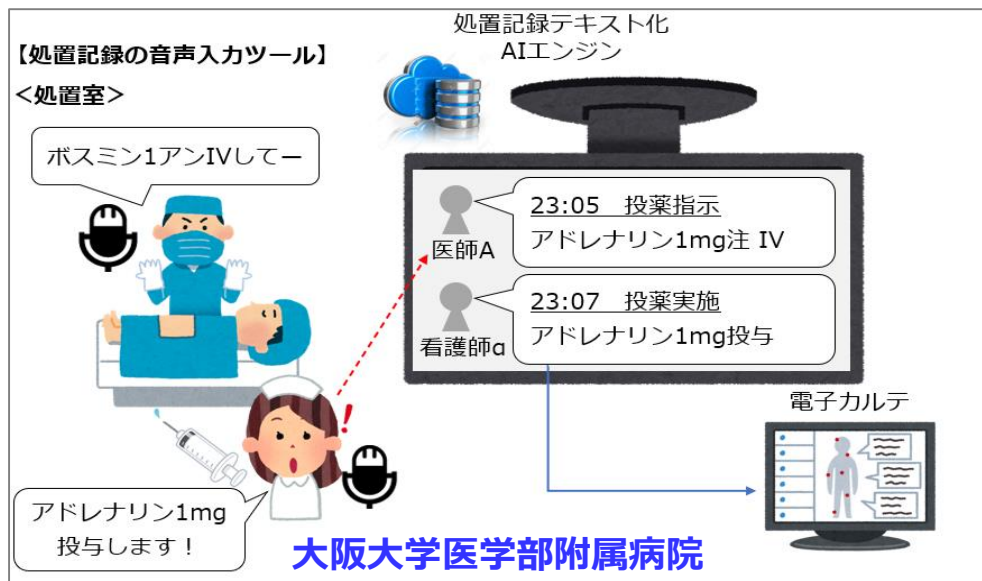 処置記録テキスト化
AIエンジン
【処置記録の音声入力ツール】
＜処置室＞
ボスミン1アンIVしてー
医師A
23:05　投薬指示
アドレナリン1mg注 IV
看護師α
23:07　投薬実施
アドレナリン1mg投与
電子カルテ
!
アドレナリン1mg
投与します！
大阪大学医学部附属病院